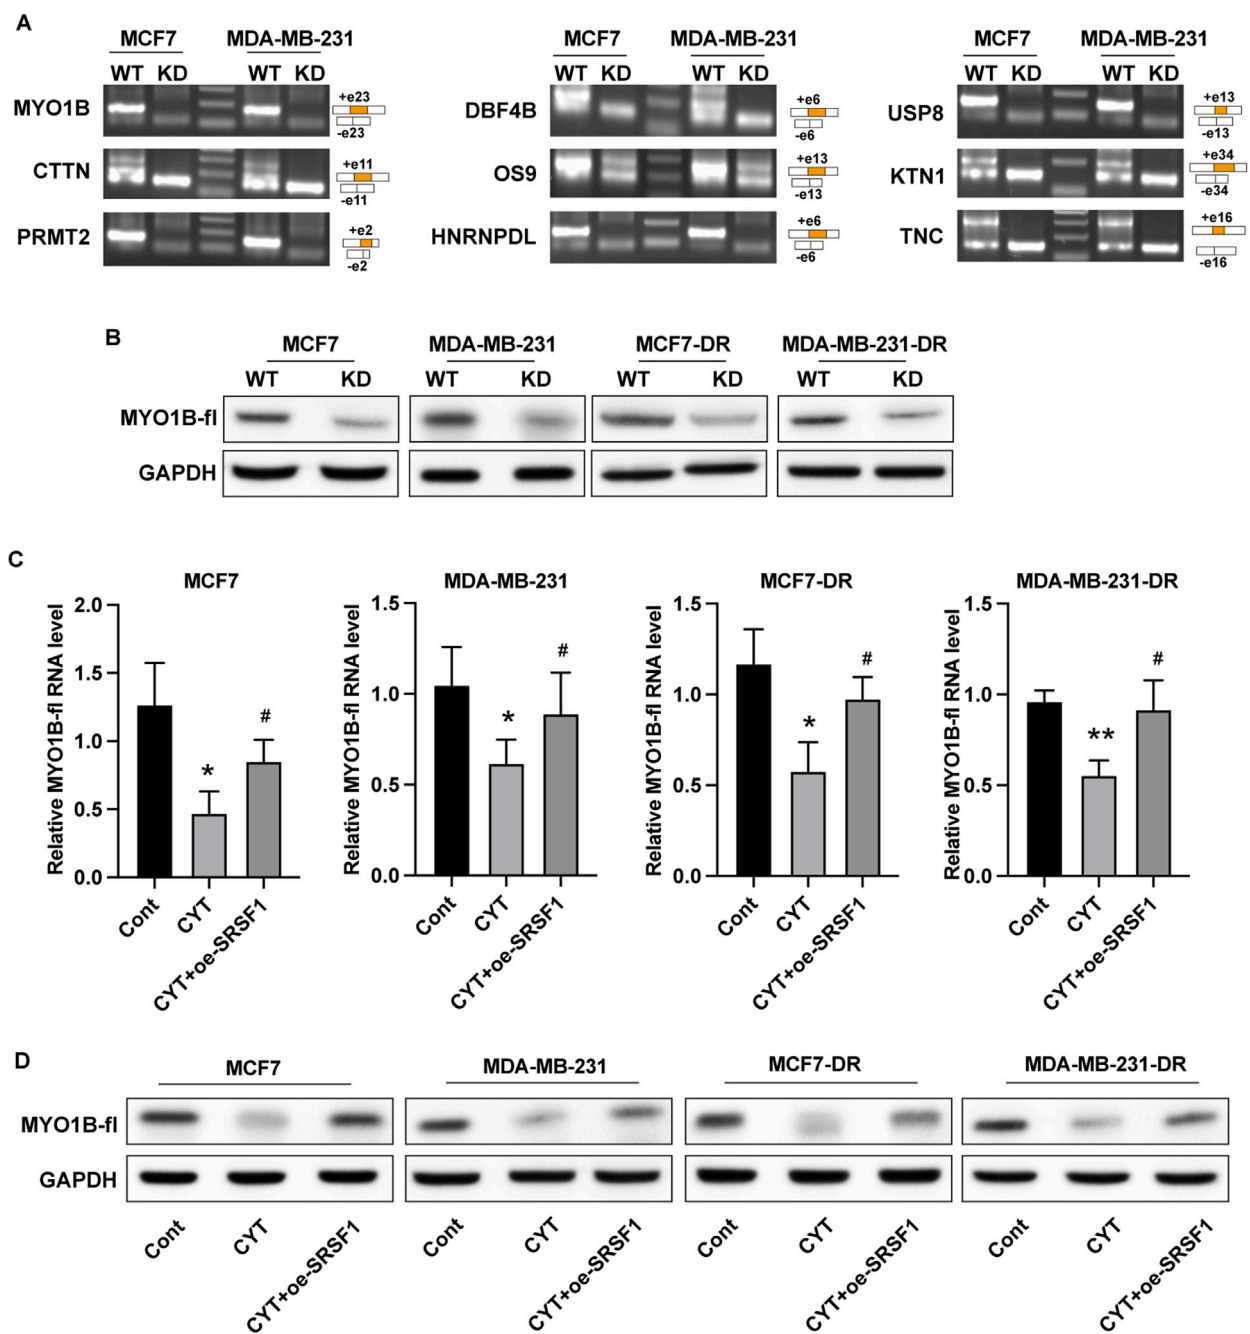 A
MCF7 MDA-MB-231 MCF7 MDA-MB-231 MCF7 MDA-MB-231
WT KD WT KD WT KD WT KD WT KD WT KD
MYO1B +e23 -e23 DBF4B +e6 -e6 USP8 +e13 -e13
CTTN +e11 -e11 OS9 +e13 -e13 KTN1 +e34 -e34
PRMT2 +e2 -e2 HNRNPDL +e6 -e6 TNC +e16 -e16
B
MCF7 MDA-MB-231 MCF7-DR MDA-MB-231-DR
WT KD WT KD WT KD WT KD
MYO1B-fl
GAPDH
C
MCF7
Relative MYO1B-fl RNA level
2.0
1.5
1.0
0.5
0.0
*
#
Cont
CYT
CYT+oe-SRSF1
MDA-MB-231
Relative MYO1B-fl RNA level
1.5
1.0
0.5
0.0
*
#
Cont
CYT
CYT+oe-SRSF1
MCF7-DR
Relative MYO1B-fl RNA level
1.5
1.0
0.5
0.0
*
#
Cont
CYT
CYT+oe-SRSF1
MDA-MB-231-DR
Relative MYO1B-fl RNA level
1.5
1.0
0.5
0.0
**
#
Cont
CYT
CYT+oe-SRSF1
D
MCF7 MDA-MB-231 MCF7-DR MDA-MB-231-DR
MYO1B-fl
GAPDH
Cont CYT CYT+oe-SRSF1 Cont CYT CYT+oe-SRSF1 Cont CYT CYT+oe-SRSF1 Cont CYT CYT+oe-SRSF1